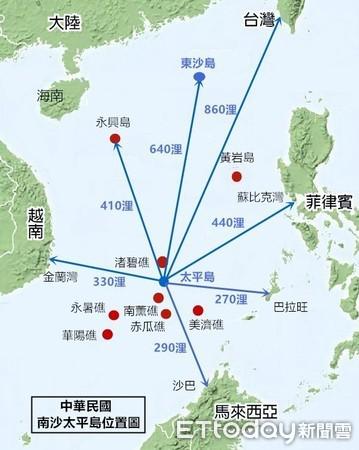 大陸
台灣
東沙島
海南
永興島
860浬
640浬
黃岩島
蘇比克灣
菲律賓
410浬
440浬
越南
渚碧礁
太平島
金蘭灣
330浬
270浬
巴拉旺
永暑礁
南薰礁
赤瓜礁
美濟礁
華陽礁
290浬
沙巴
馬來西亞
中華民國
南沙太平島位置圖
ETtoday新聞雲